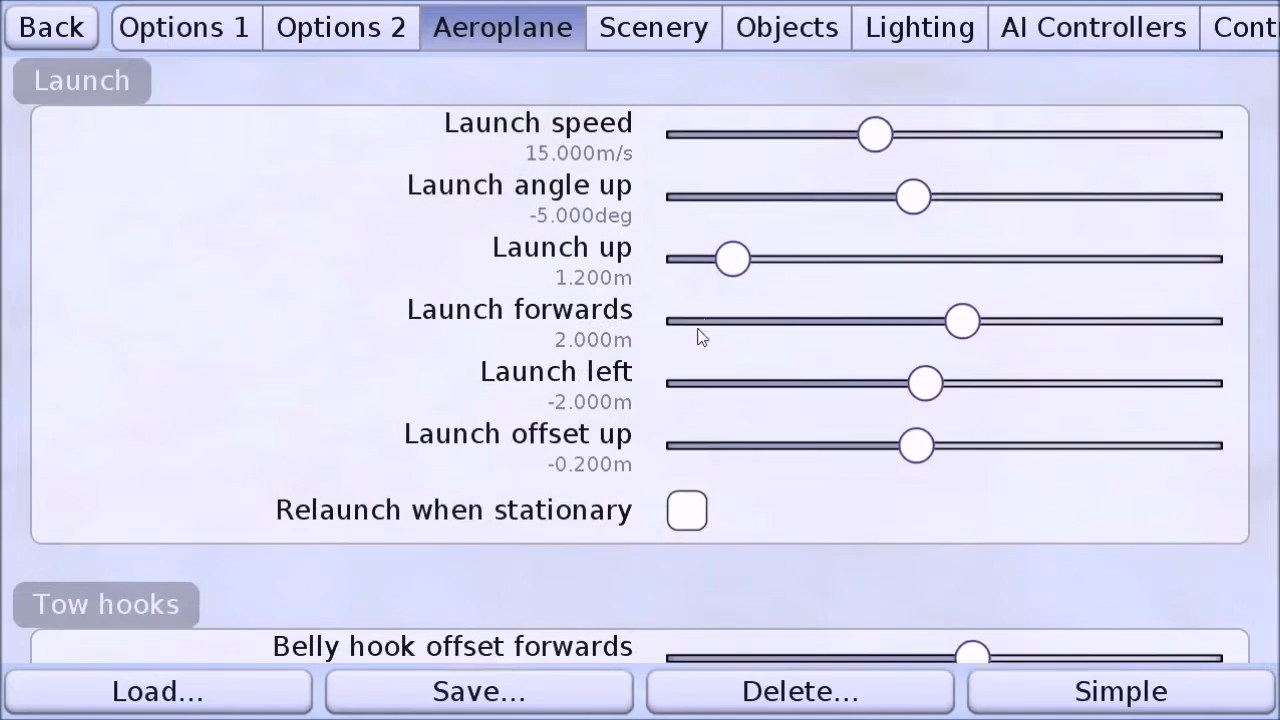 Back Options 1 Options 2 Aeroplane Scenery Objects Lighting AI Controllers Cont
Launch
Launch speed
15.000m/s
Launch angle up
-5.000deg
Launch up
1.200m
Launch forwards
2.000m
Launch left
-2.000m
Launch offset up
-0.200m
Relaunch when stationary
Tow hooks
Belly hook offset forwards
Load... Save... Delete... Simple